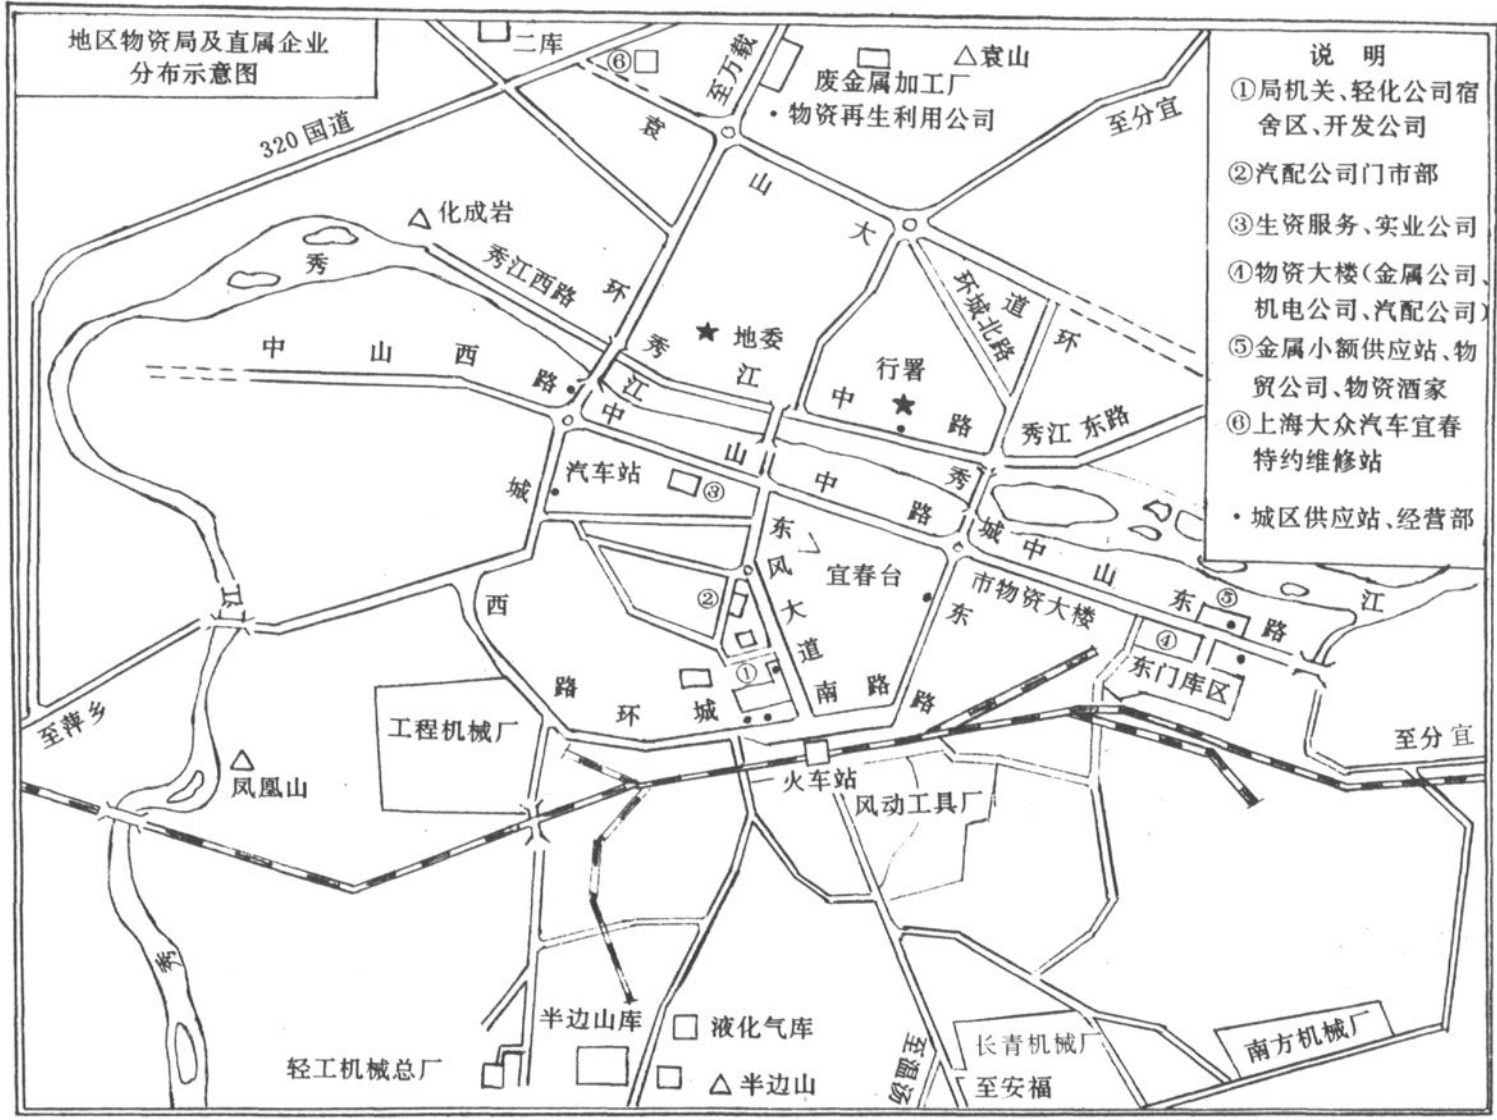 地区物资局及直属企业
分布示意图
二库
⑥
至万载
废金属加工厂
·物资再生利用公司
△袁山
至分宜
320国道
袁
山
大
道
△化成岩
秀江西路
秀
环
环城北路
环
★地委
行署
★
秀
江
中
路
秀江东路
中山西路
江
中
山
中
路
秀
汽车站
③
城
城
中
山
东
路
东
风
大
道
宜春台
市物资大楼
东
②
①
④
⑤
江
西
路
环
城
南
路
路
东门库区
江
至萍乡
工程机械厂
△
凤凰山
火车站
风动工具厂
至分宜
秀
半边山库
液化气库
轻工机械总厂
△半边山
至温汤
长青机械厂
至安福
南方机械厂
说明
①局机关、轻化公司宿
舍区、开发公司
②汽配公司门市部
③生资服务、实业公司
④物资大楼(金属公司、
机电公司、汽配公司)
⑤金属小额供应站、物
贸公司、物资酒家
⑥上海大众汽车宜春
特约维修站
·城区供应站、经营部